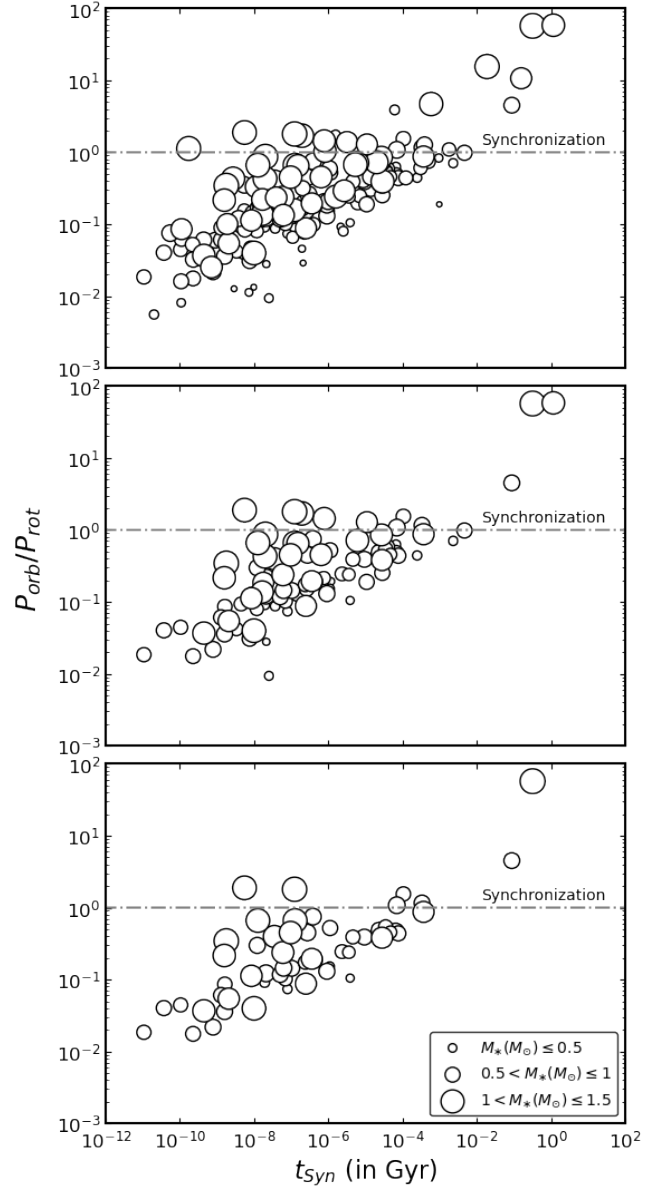 10²
10¹
10⁰
10⁻¹
10⁻²
10⁻³
Synchronization
10²
10¹
10⁰
10⁻¹
10⁻²
10⁻³
Synchronization
P_orb/P_rot
10²
10¹
10⁰
10⁻¹
10⁻²
10⁻³
Synchronization
M_*(M_⊙) ≤ 0.5
0.5 < M_*(M_⊙) ≤ 1
1 < M_*(M_⊙) ≤ 1.5
10⁻¹² 10⁻¹⁰ 10⁻⁸ 10⁻⁶ 10⁻⁴ 10⁻² 10⁰ 10²
t_Syn (in Gyr)